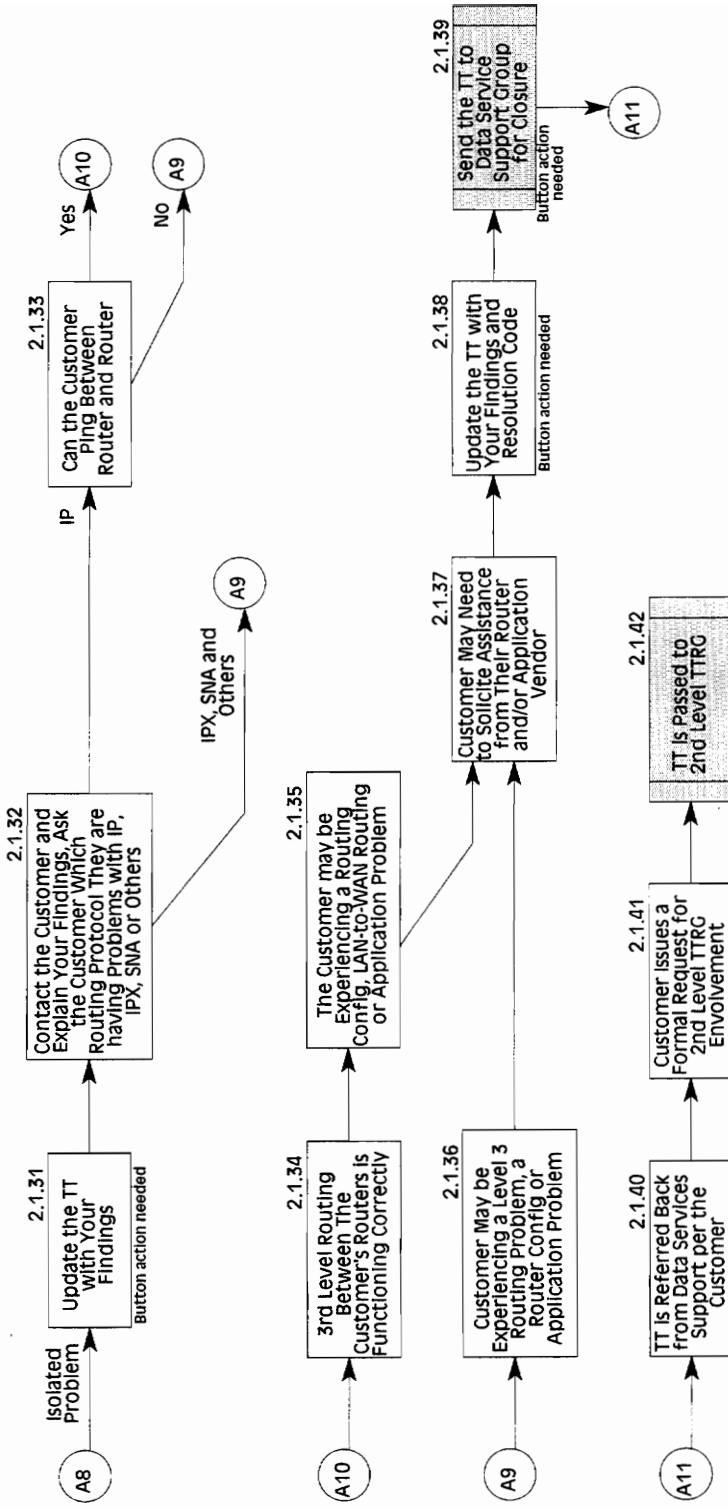 A8
Isolated
Problem
2.1.31
Update the TT
with Your
Findings
Button action needed
2.1.32
Contact the Customer and
Explain Your Findings, Ask
the Customer Which
Routing Protocol They are
having Problems with IP,
IPX, SNA or Others
IP
2.1.33
Can the Customer
Ping Between
Router and Router
Yes
A10
No
A9
IPX, SNA and
Others
A9
A10
2.1.34
3rd Level Routing
Between The
Customer's Routers is
Functioning Correctly
2.1.35
The Customer may be
Experiencing a Routing
Config, LAN-to-WAN Routing
or Application Problem
A9
2.1.36
Customer May be
Experiencing a Level 3
Routing Problem, a
Router Config or
Application Problem
2.1.37
Customer May Need
to Solicite Assistance
from Their Router
and/or Application
Vendor
2.1.38
Update the TT with
Your Findings and
Resolution Code
Button action needed
2.1.39
Send the TT to
Data Service
Support Group
for Closure
Button action
needed
A11
A11
2.1.40
TT Is Referred Back
from Data Services
Support per the
Customer
2.1.41
Customer Issues a
Formal Request for
2nd Level TTRG
Envolvement
2.1.42
TT Is Passed to
2nd Level TTRG